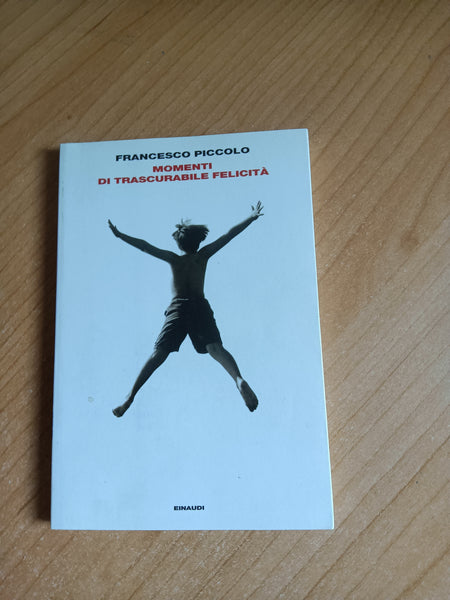 FRANCESCO PICCOLO
MOMENTI
DI TRASCURABILE FELICITÀ
EINAUDI